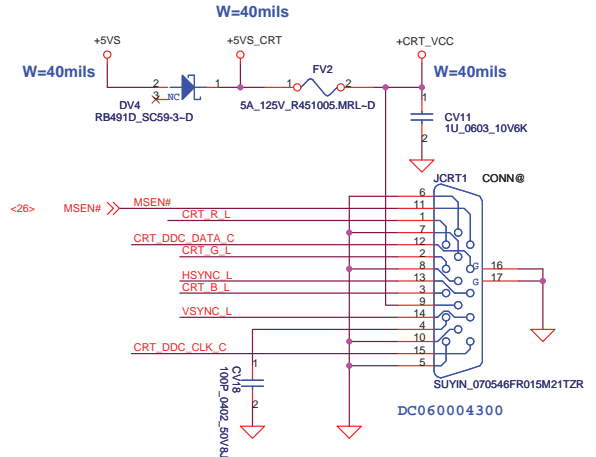 W=40mils
+5VS
+5VS_CRT
+CRT_VCC
W=40mils
W=40mils
FV2
2
1
1
2
3
NC
DV4
RB491D_SC59-3~D
5A_125V_R451005.MRL~D
1
CV11
1U_0603_10V6K
2
JCRT1
CONN@
<26>
MSEN#
MSEN#
CRT_R_L
CRT_DDC_DATA_C
CRT_G_L
HSYNC_L
CRT_B_L
VSYNC_L
CRT_DDC_CLK_C
6
11
1
7
12
2
8
13
3
9
14
4
10
15
5
G
G
16
17
1
CV18
100P_0402_50V8J
2
SUYIN_070546FR015M21TZR
DC060004300